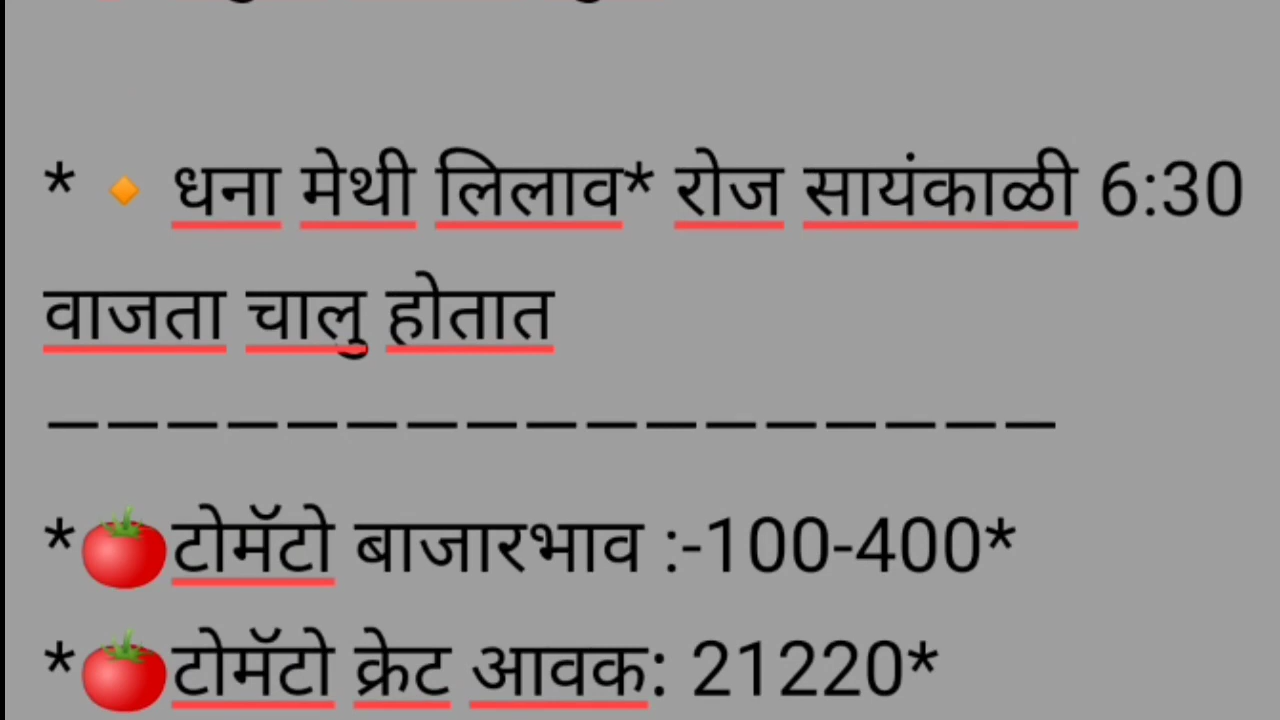 *🔸धना मेथी लिलाव* रोज सायंकाळी 6:30
वाजता चालु होतात
——————————————————
*🍅टोमॅटो बाजारभाव :-100-400*
*🍅टोमॅटो क्रेट आवक: 21220*